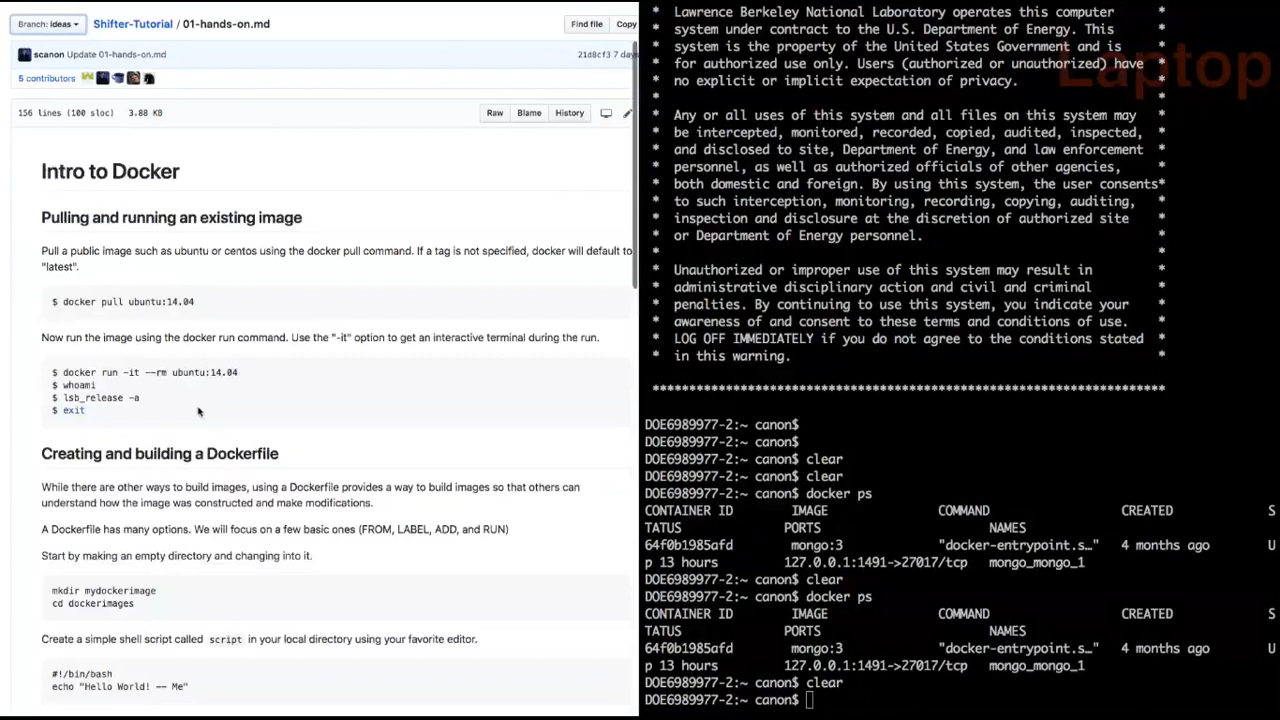 Branch: ideas
Shifter-Tutorial / 01-hands-on.md
Find file
Copy
scanon Update 01-hands-on.md
21d8cf3 7 days
5 contributors
156 lines (100 sloc) 3.88 KB
Raw Blame History
Intro to Docker
Pulling and running an existing image
Pull a public image such as ubuntu or centos using the docker pull command. If a tag is not specified, docker will default to
"latest".
$ docker pull ubuntu:14.04
Now run the image using the docker run command. Use the "-it" option to get an interactive terminal during the run.
$ docker run -it --rm ubuntu:14.04
$ whoami
$ lsb_release -a
$ exit
Creating and building a Dockerfile
While there are other ways to build images, using a Dockerfile provides a way to build images so that others can
understand how the image was constructed and make modifications.
A Dockerfile has many options. We will focus on a few basic ones (FROM, LABEL, ADD, and RUN)
Start by making an empty directory and changing into it.
mkdir mydockerimage
cd dockerimages
Create a simple shell script called script in your local directory using your favorite editor.
#!/bin/bash
echo "Hello World! -- Me"
Laptop
* Lawrence Berkeley National Laboratory operates this computer *
* system under contract to the U.S. Department of Energy. This *
* system is the property of the United States Government and is *
* for authorized use only. Users (authorized or unauthorized) have *
* no explicit or implicit expectation of privacy. *
* *
* Any or all uses of this system and all files on this system may *
* be intercepted, monitored, recorded, copied, audited, inspected, *
* and disclosed to site, Department of Energy, and law enforcement *
* personnel, as well as authorized officials of other agencies, *
* both domestic and foreign. By using this system, the user consents*
* to such interception, monitoring, recording, copying, auditing, *
* inspection and disclosure at the discretion of authorized site *
* or Department of Energy personnel. *
* *
* Unauthorized or improper use of this system may result in *
* administrative disciplinary action and civil and criminal *
* penalties. By continuing to use this system, you indicate your *
* awareness of and consent to these terms and conditions of use. *
* LOG OFF IMMEDIATELY if you do not agree to the conditions stated *
* in this warning. *
* *
*********************************************************************
DOE6989977-2:~ canon$
DOE6989977-2:~ canon$
DOE6989977-2:~ canon$ clear
DOE6989977-2:~ canon$ clear
DOE6989977-2:~ canon$ docker ps
CONTAINER ID IMAGE COMMAND CREATED S
TATUS PORTS NAMES
64f0b1985afd mongo:3 "docker-entrypoint.s…" 4 months ago U
p 13 hours 127.0.0.1:1491->27017/tcp mongo_mongo_1
DOE6989977-2:~ canon$ clear
DOE6989977-2:~ canon$ docker ps
CONTAINER ID IMAGE COMMAND CREATED S
TATUS PORTS NAMES
64f0b1985afd mongo:3 "docker-entrypoint.s…" 4 months ago U
p 13 hours 127.0.0.1:1491->27017/tcp mongo_mongo_1
DOE6989977-2:~ canon$ clear
DOE6989977-2:~ canon$